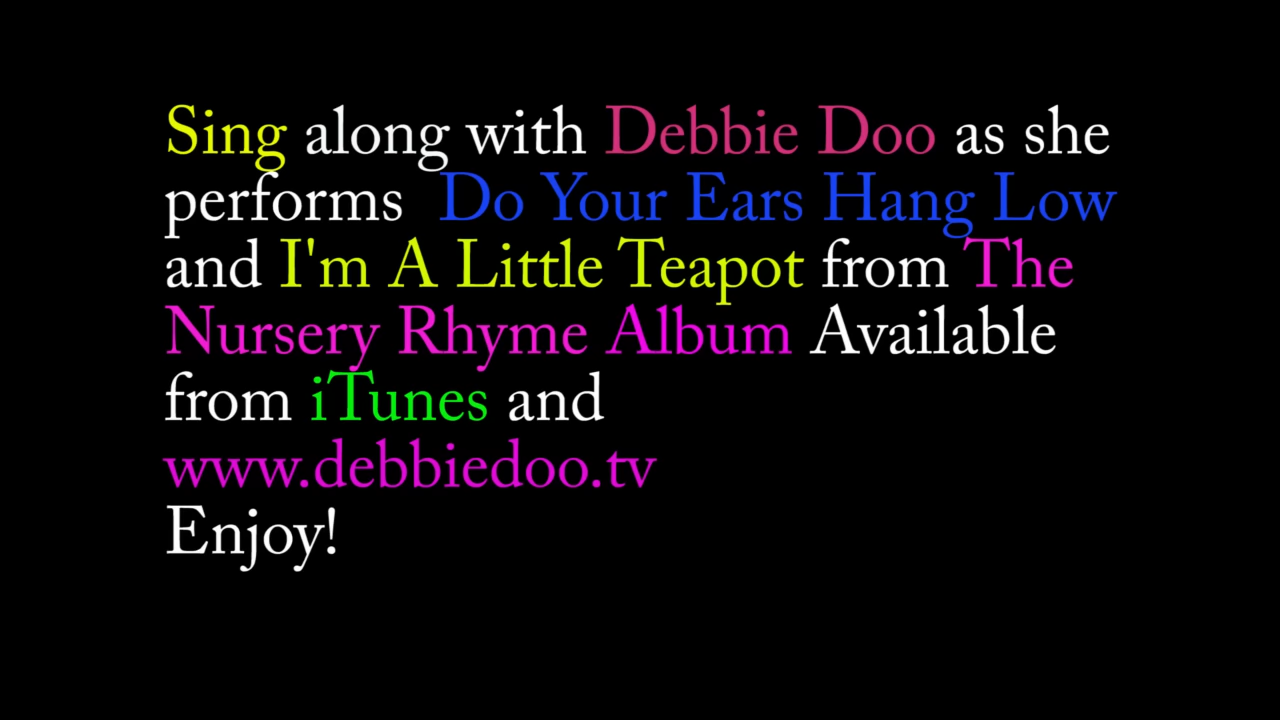 Sing along with Debbie Doo as she
performs  Do Your Ears Hang Low
and I'm A Little Teapot from The
Nursery Rhyme Album Available
from iTunes and
www.debbiedoo.tv
Enjoy!